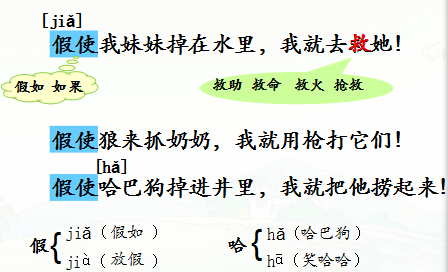 [jiǎ]
假使我妹妹掉在水里，我就去救她！
假如 如果
救助 救命 救火 抢救
假使狼来抓奶奶，我就用枪打它们！
[hǎ]
假使哈巴狗掉进井里，我就把他捞起来！
假{ jiǎ（假如） 哈{ hǎ（哈巴狗）
jià（放假） hā（笑哈哈）